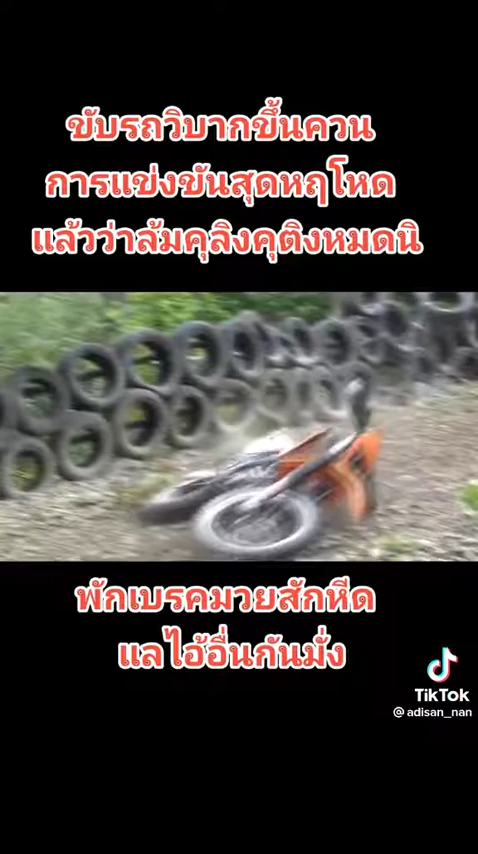 ขับรถวิบากขึ้นควน
การแข่งขันสุดหฤโหด
แล้วว่าล้มคุลิงคุติงหมดนิ
พักเบรคมวยสักหีด
แลไอ้อื่นกันมั่ง
TikTok
@adisan_nan